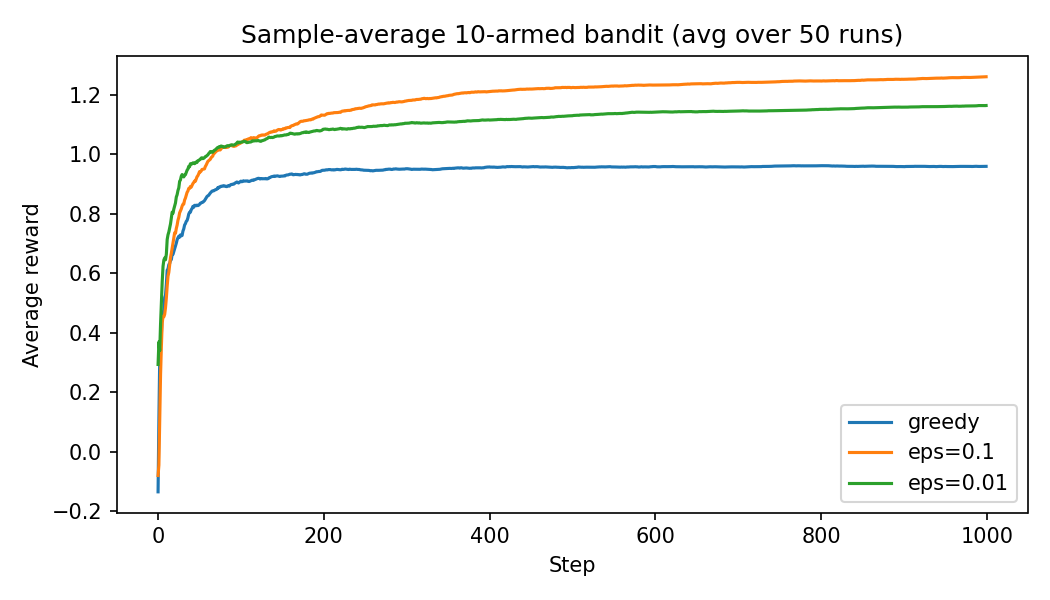 Sample-average 10-armed bandit (avg over 50 runs)
Average reward
1.2
1.0
0.8
0.6
0.4
0.2
0.0
−0.2
greedy
eps=0.1
eps=0.01
0 200 400 600 800 1000
Step